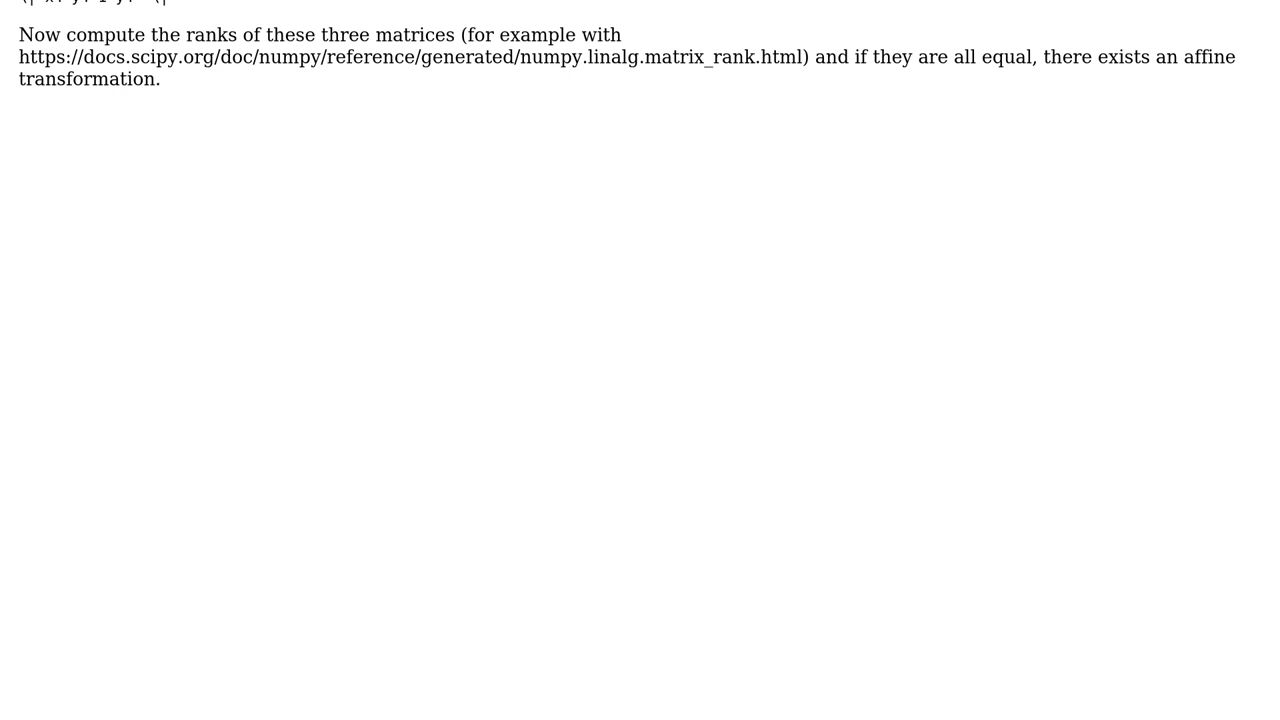 Now compute the ranks of these three matrices (for example with
https://docs.scipy.org/doc/numpy/reference/generated/numpy.linalg.matrix_rank.html) and if they are all equal, there exists an affine
transformation.